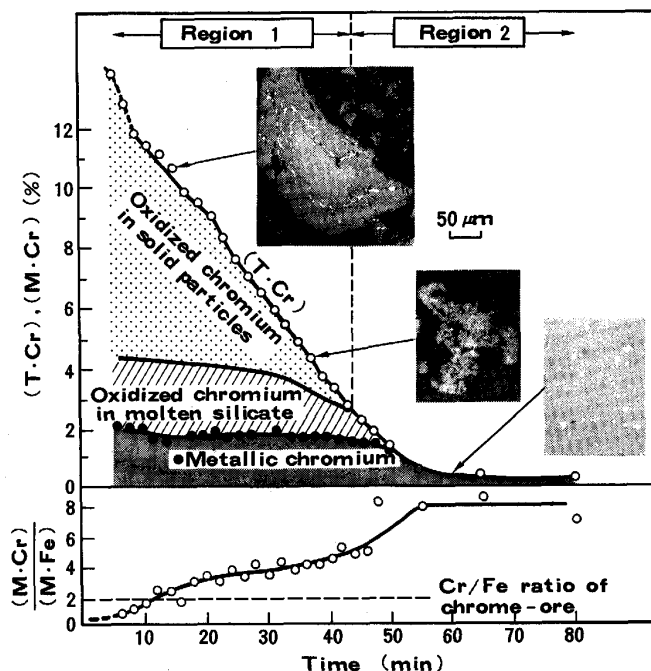 Region 1
Region 2
12
10
8
6
4
2
0
(T·Cr), (M·Cr) (%)
Oxidized chromium
in solid particles
(T·Cr)
50 μm
Oxidized chromium
in molten silicate
●Metallic chromium
8
6
4
2
(M·Cr)
(M·Fe)
Cr/Fe ratio of
chrome-ore
10
20
30
40
50
60
70
80
Time (min)